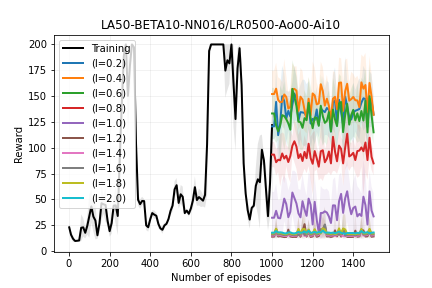 LA50-BETA10-NN016/LR0500-Ao00-Ai10
Reward
200
175
150
125
100
75
50
25
0
Training
(l=0.2)
(l=0.4)
(l=0.6)
(l=0.8)
(l=1.0)
(l=1.2)
(l=1.4)
(l=1.6)
(l=1.8)
(l=2.0)
0 200 400 600 800 1000 1200 1400
Number of episodes